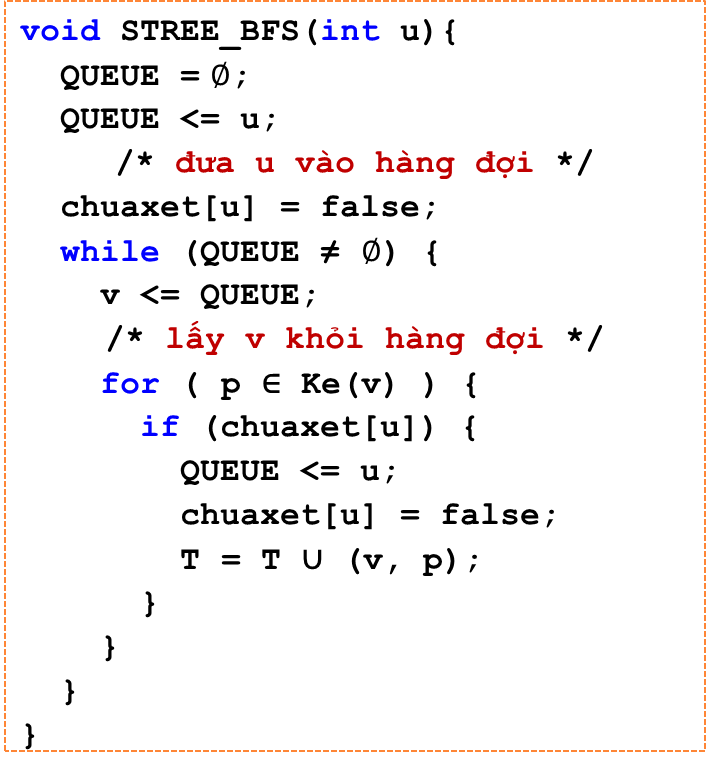 void STREE_BFS(int u){
QUEUE = ∅;
QUEUE <= u;
/* đưa u vào hàng đợi */
chuaxet[u] = false;
while (QUEUE ≠ ∅) {
v <= QUEUE;
/* lấy v khỏi hàng đợi */
for ( p ∈ Ke(v) ) {
if (chuaxet[u]) {
QUEUE <= u;
chuaxet[u] = false;
T = T ∪ (v, p);
}
}
}
}